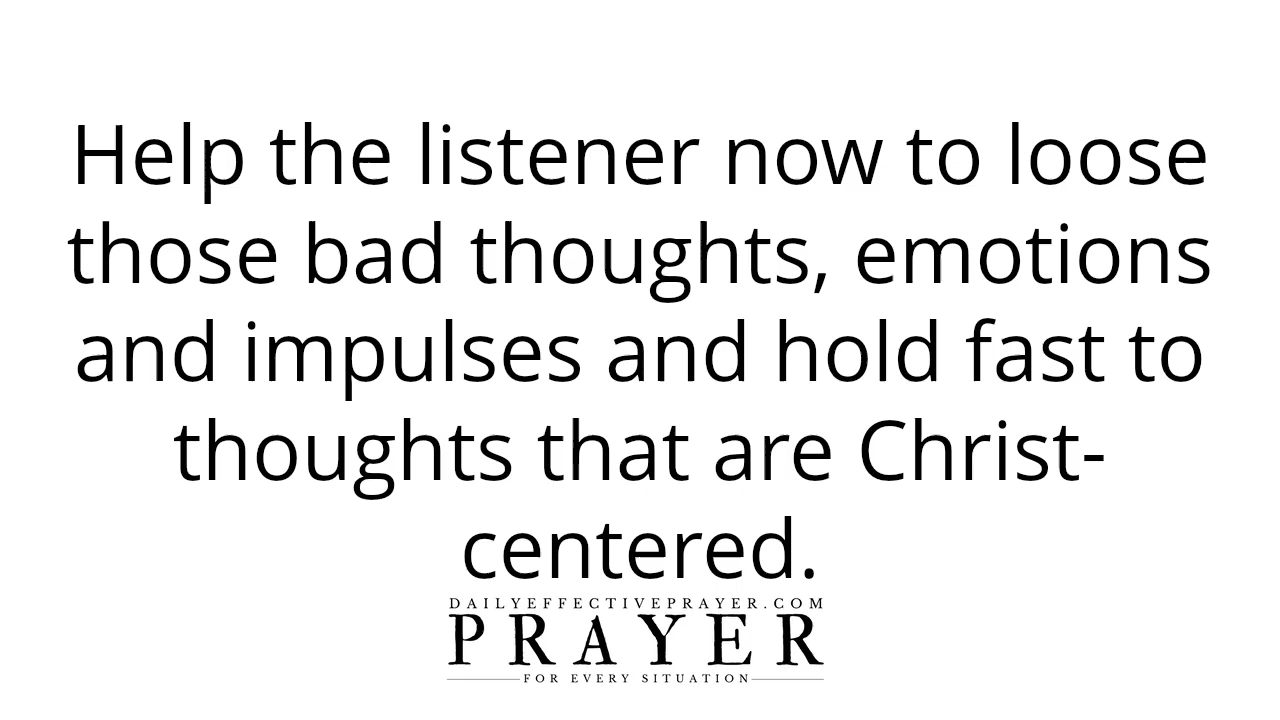 Help the listener now to loose
those bad thoughts, emotions
and impulses and hold fast to
thoughts that are Christ-
centered.
DAILYEFFECTIVEPRAYER.COM
PRAYER
FOR EVERY SITUATION